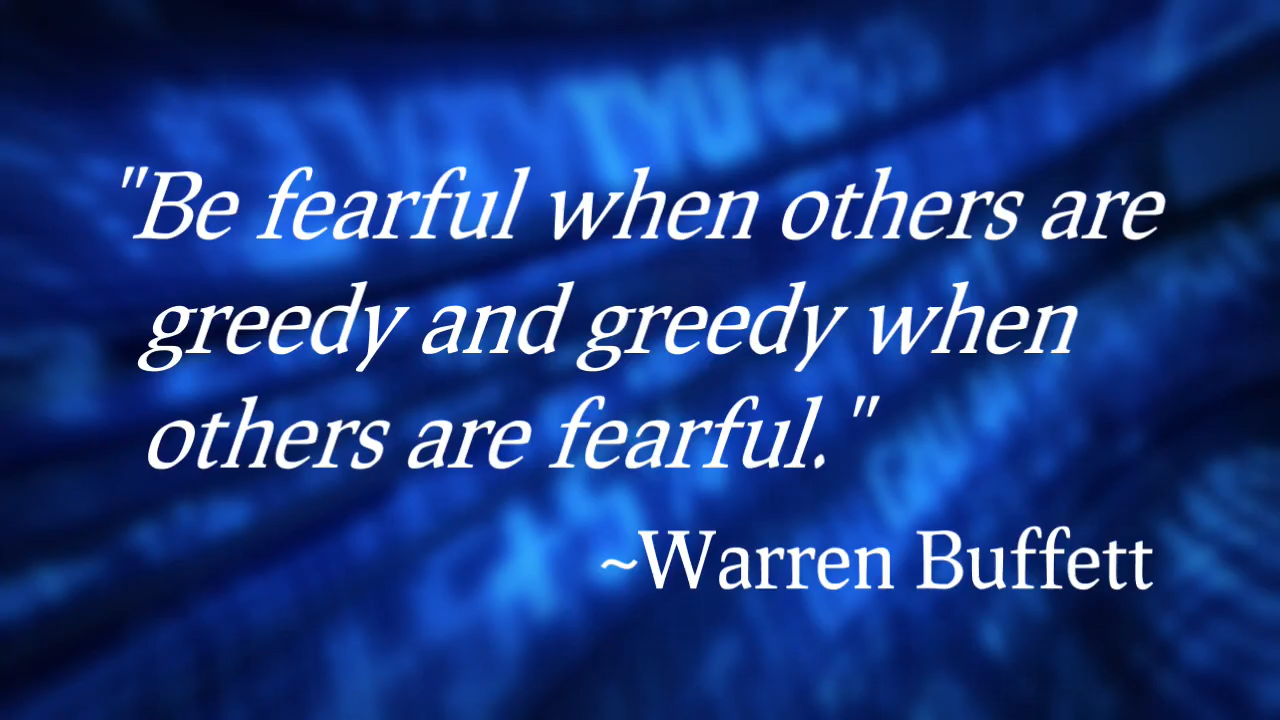 "Be fearful when others are
greedy and greedy when
others are fearful."
~Warren Buffett